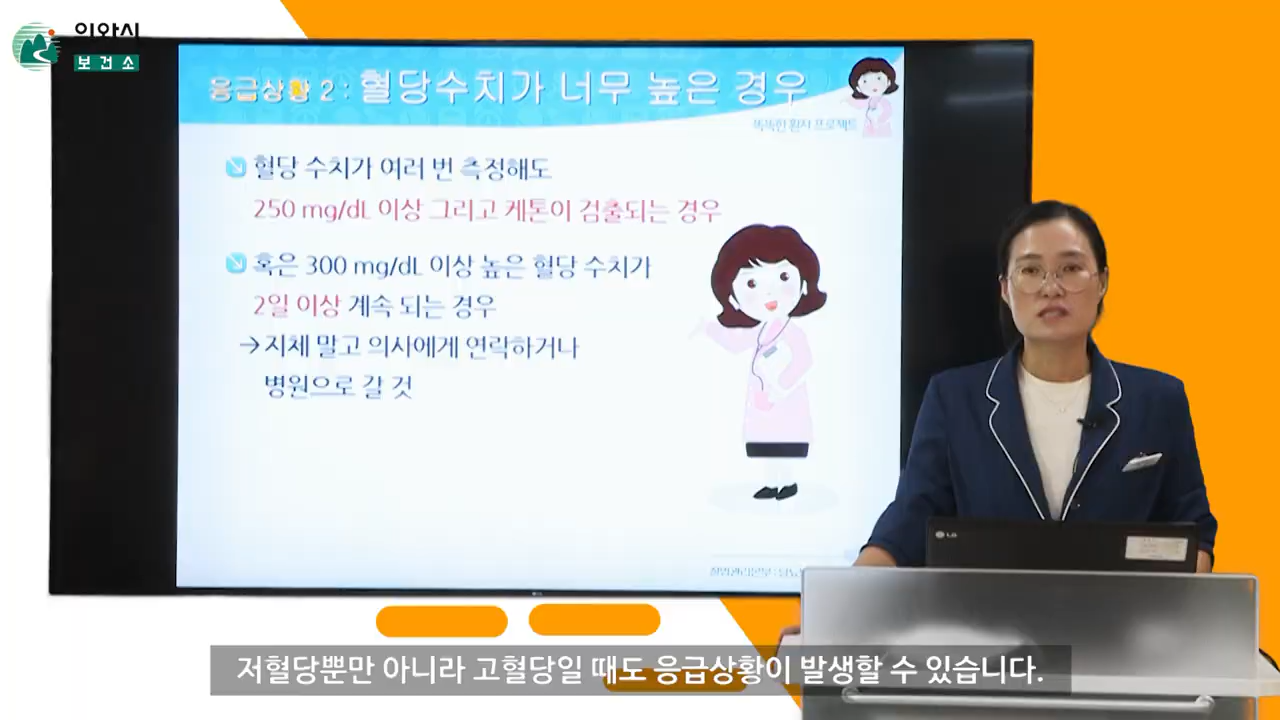 의왕시
보건소
응급상황 2 : 혈당수치가 너무 높은 경우
똑똑한 환자 프로젝트
혈당 수치가 여러 번 측정해도
250 mg/dL 이상 그리고 케톤이 검출되는 경우
혹은 300 mg/dL 이상 높은 혈당 수치가
2일 이상 계속 되는 경우
→지체 말고 의사에게 연락하거나
병원으로 갈 것
LG
저혈당뿐만 아니라 고혈당일 때도 응급상황이 발생할 수 있습니다.